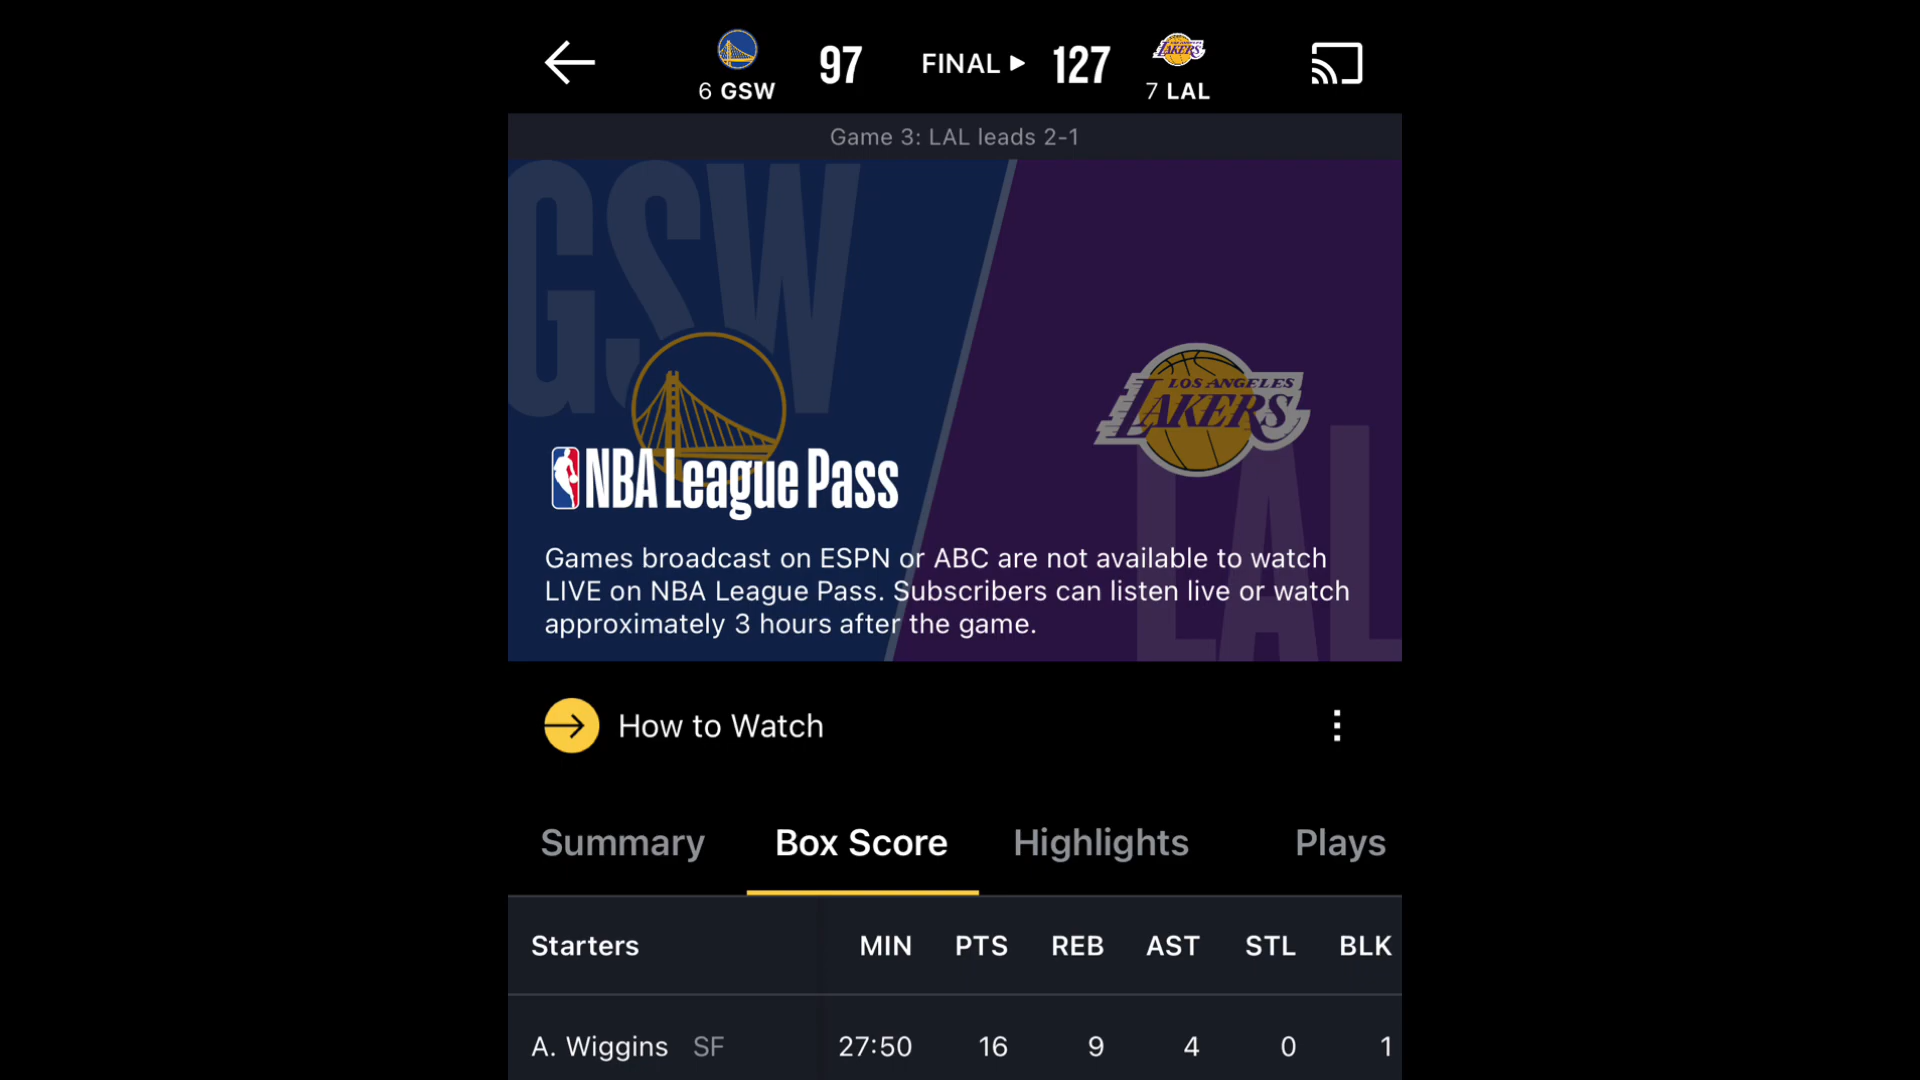 97 FINAL 127
6 GSW 7 LAL
Game 3: LAL leads 2-1
GSW
LOS ANGELES
LAKERS
LAL
NBA League Pass
Games broadcast on ESPN or ABC are not available to watch
LIVE on NBA League Pass. Subscribers can listen live or watch
approximately 3 hours after the game.
How to Watch
Summary Box Score Highlights Plays
Starters MIN PTS REB AST STL BLK
A. Wiggins SF 27:50 16 9 4 0 1